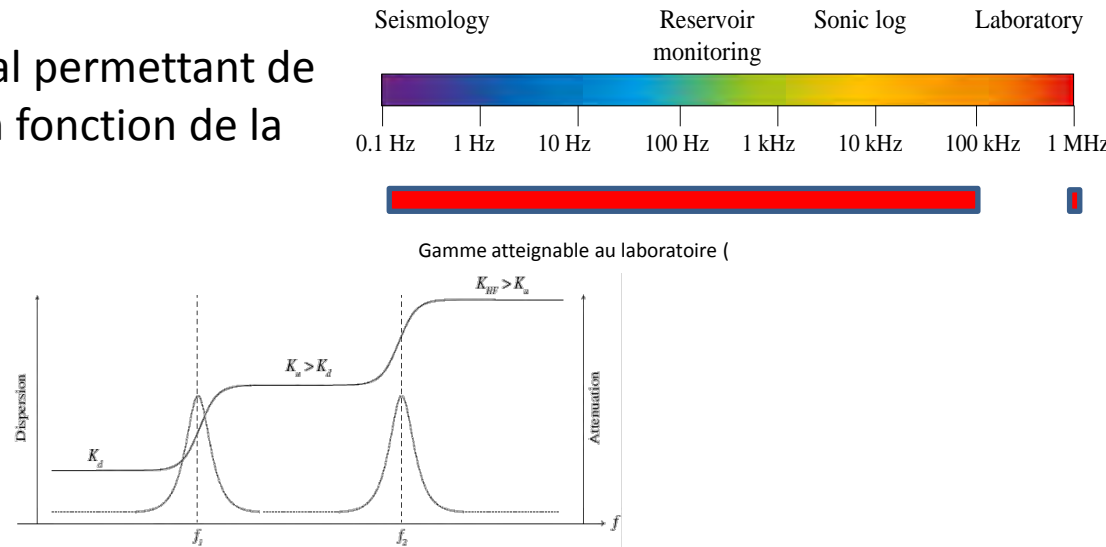 al permettant de
fonction de la
Seismology Reservoir Sonic log Laboratory
monitoring
0.1 Hz 1 Hz 10 Hz 100 Hz 1 kHz 10 kHz 100 kHz 1 MHz
Gamme atteignable au laboratoire (
K_HF > K_u
K_u > K_d
K_d
Dispersion
Attenuation
f
f_1 f_2